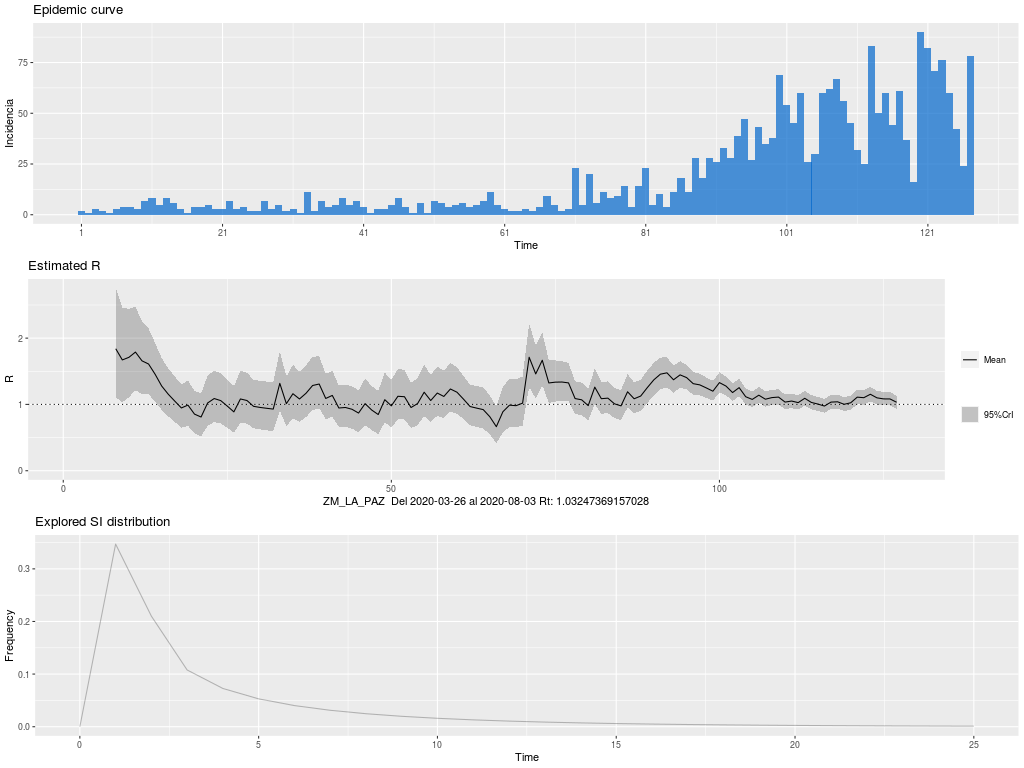 Epidemic curve
Incidencia
75
50
25
0
1 21 41 61 81 101 121
Time
Estimated R
R
2
1
0
Mean
95%CrI
0 50 100
ZM_LA_PAZ Del 2020-03-26 al 2020-08-03 Rt: 1.03247369157028
Explored SI distribution
Frequency
0.3
0.2
0.1
0.0
0 5 10 15 20 25
Time